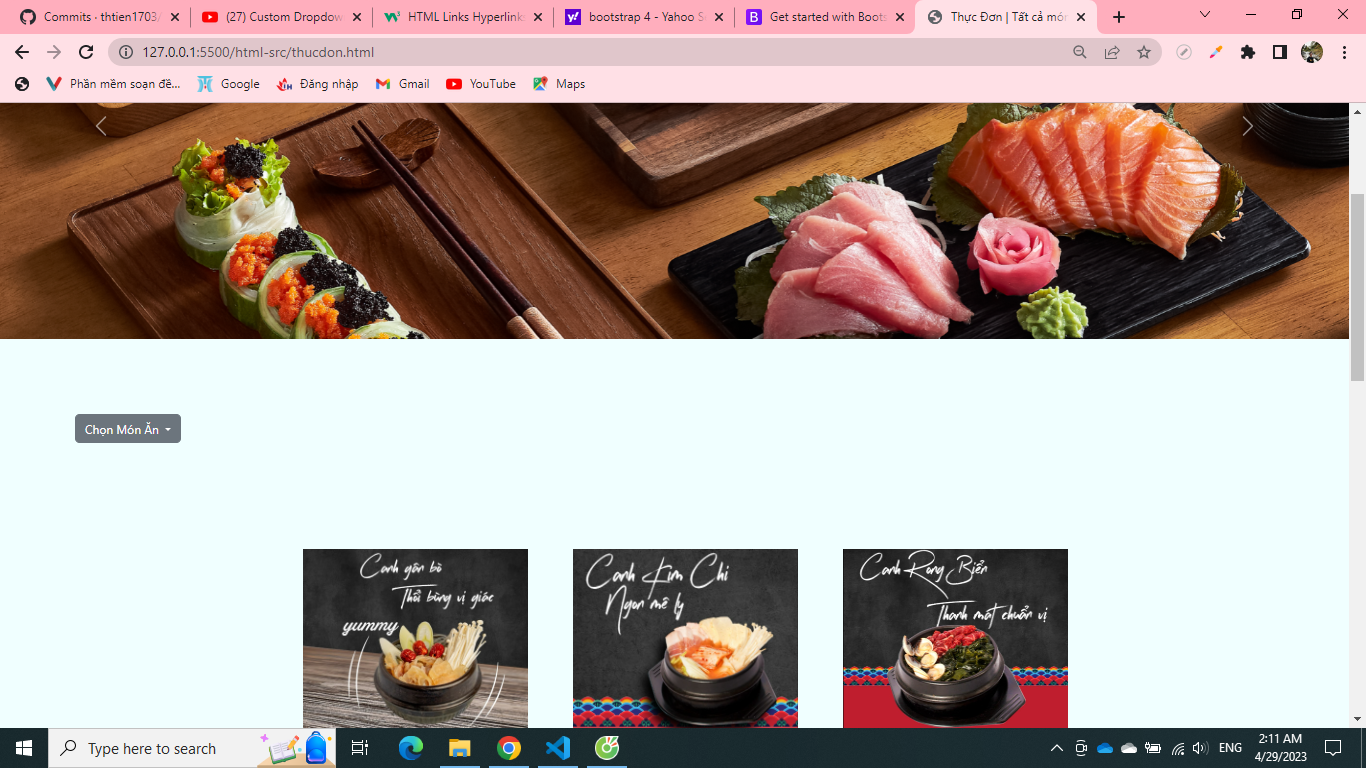 Commits · thtien1703/
(27) Custom Dropdow
HTML Links Hyperlink
bootstrap 4 - Yahoo S
Get started with Boots
Thực Đơn | Tất cả mór
127.0.0.1:5500/html-src/thucdon.html
Phần mềm soạn đề...
Google
Đăng nhập
Gmail
YouTube
Maps
Chọn Món Ăn
Canh gân bò
Thổi bùng vị giác
yummy
Canh Kim Chi
Ngon mê ly
Canh Rong Biển
Thanh mát chuẩn vị
Type here to search
ENG
2:11 AM
4/29/2023